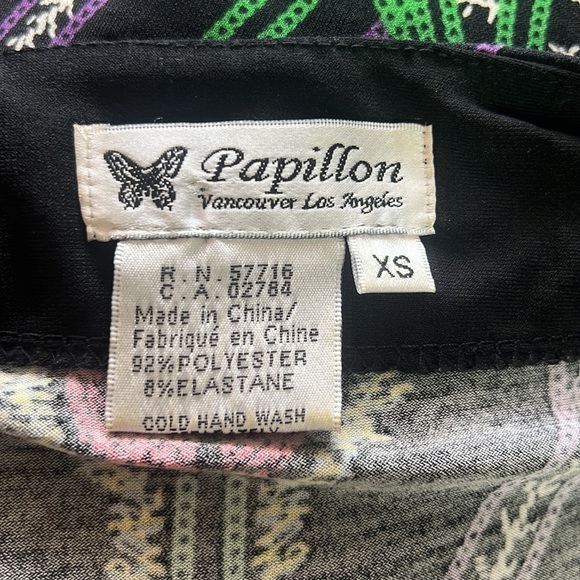 Papillon
Vancouver Los Angeles
XS
R. N. 57716
C. A. 02784
Made in China/
Fabriqué en Chine
92%POLYESTER
8%ELASTANE
COLD HAND WASH